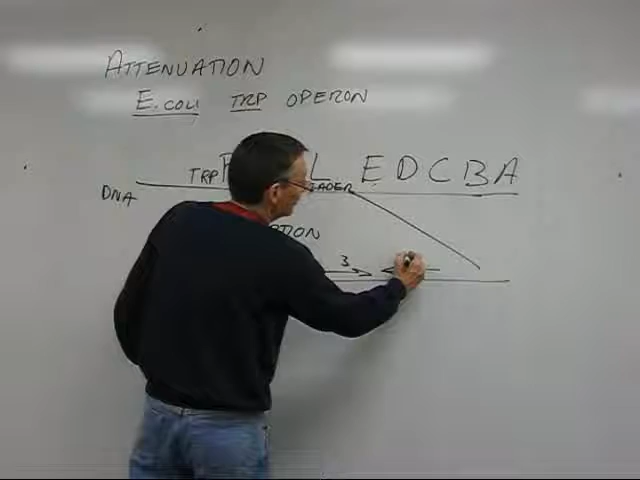 ATTENUATION
E. coli TRP OPERON
TRP L E D C B A
DNA
3